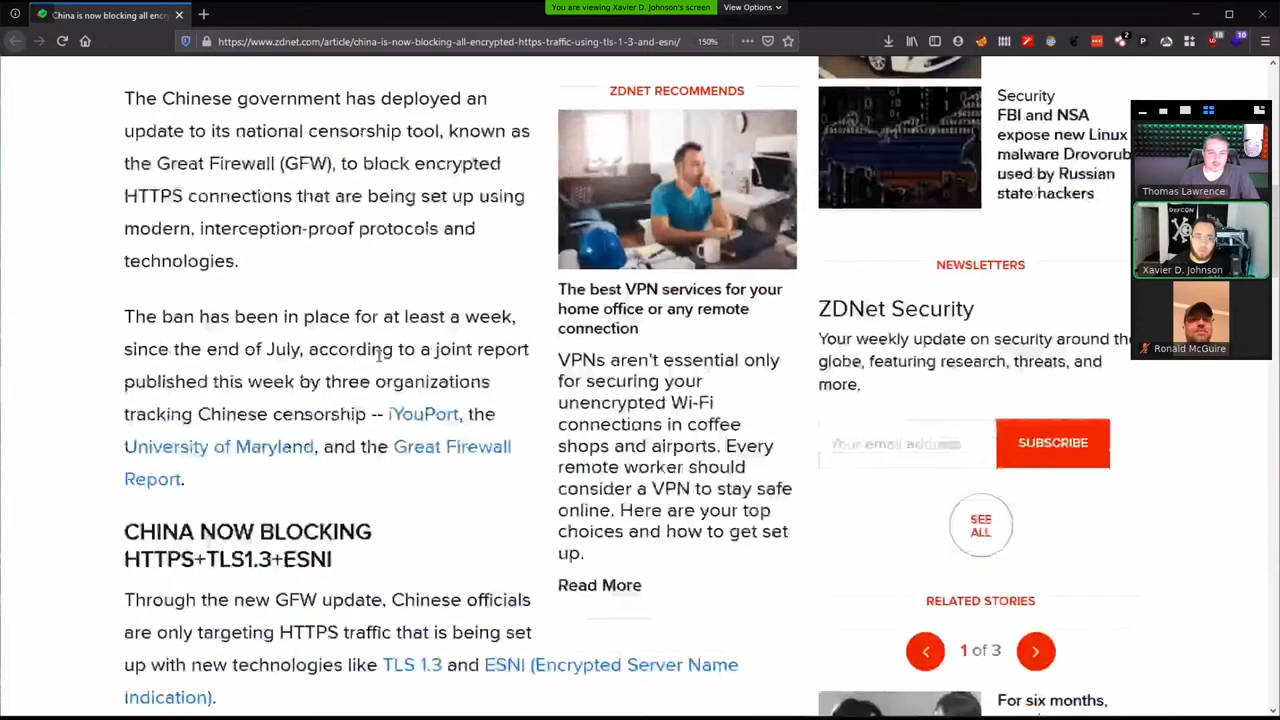 China is now blocking all encr
You are viewing Xavier D. Johnson's screen
View Options
https://www.zdnet.com/article/china-is-now-blocking-all-encrypted-https-traffic-using-tls-1-3-and-esni/
150%
2
18
10
The Chinese government has deployed an
update to its national censorship tool, known as
the Great Firewall (GFW), to block encrypted
HTTPS connections that are being set up using
modern, interception-proof protocols and
technologies.
The ban has been in place for at least a week,
since the end of July, according to a joint report
published this week by three organizations
tracking Chinese censorship -- iYouPort, the
University of Maryland, and the Great Firewall
Report.
CHINA NOW BLOCKING
HTTPS+TLS1.3+ESNI
Through the new GFW update, Chinese officials
are only targeting HTTPS traffic that is being set
up with new technologies like TLS 1.3 and ESNI (Encrypted Server Name
Indication).
ZDNET RECOMMENDS
The best VPN services for your
home office or any remote
connection
VPNs aren't essential only
for securing your
unencrypted Wi-Fi
connections in coffee
shops and airports. Every
remote worker should
consider a VPN to stay safe
online. Here are your top
choices and how to get set
up.
Read More
Security
FBI and NSA
expose new Linux
malware Drovorub
used by Russian
state hackers
NEWSLETTERS
ZDNet Security
Your weekly update on security around the
globe, featuring research, threats, and
more.
Your email address
SUBSCRIBE
SEE
ALL
RELATED STORIES
1 of 3
For six months,
Thomas Lawrence
DEFCON
Xavier D. Johnson
Ronald McGuire